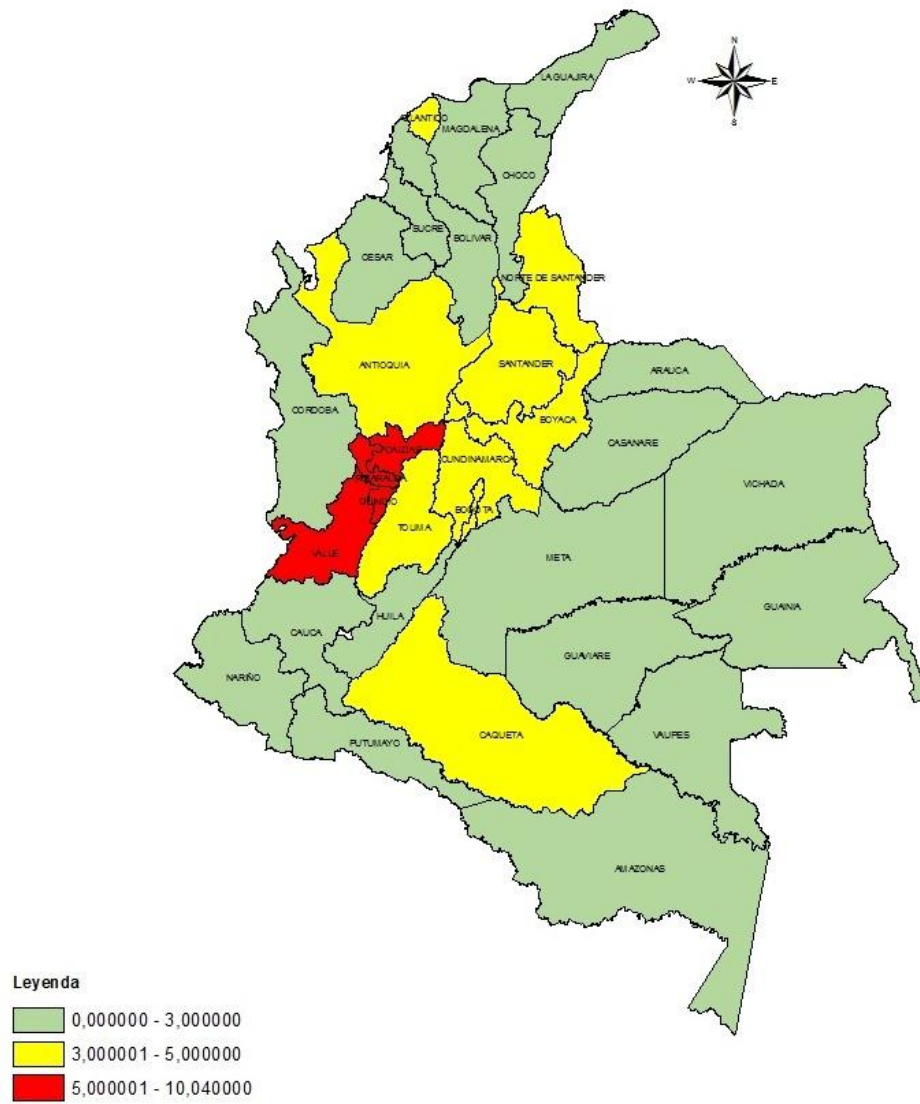 N
W E
S
LA GUAJIRA
MAGDALENA
CHOCO
SUCRE
BOLIVAR
CESAR
NORTE DE SANTANDER
ANTIOQUIA
SANTANDER
ARAUCA
CORDOBA
BOYACA
CASANARE
CUNDINAMARCA
VICHADA
BOGOTA
TOLIMA
VALLE
META
GUAINIA
HUILA
CAUCA
GUAVIARE
NARIÑO
CAQUETA
VAUPES
PUTUMAYO
AMAZONAS
Leyenda
0,000000 - 3,000000
3,000001 - 5,000000
5,000001 - 10,040000